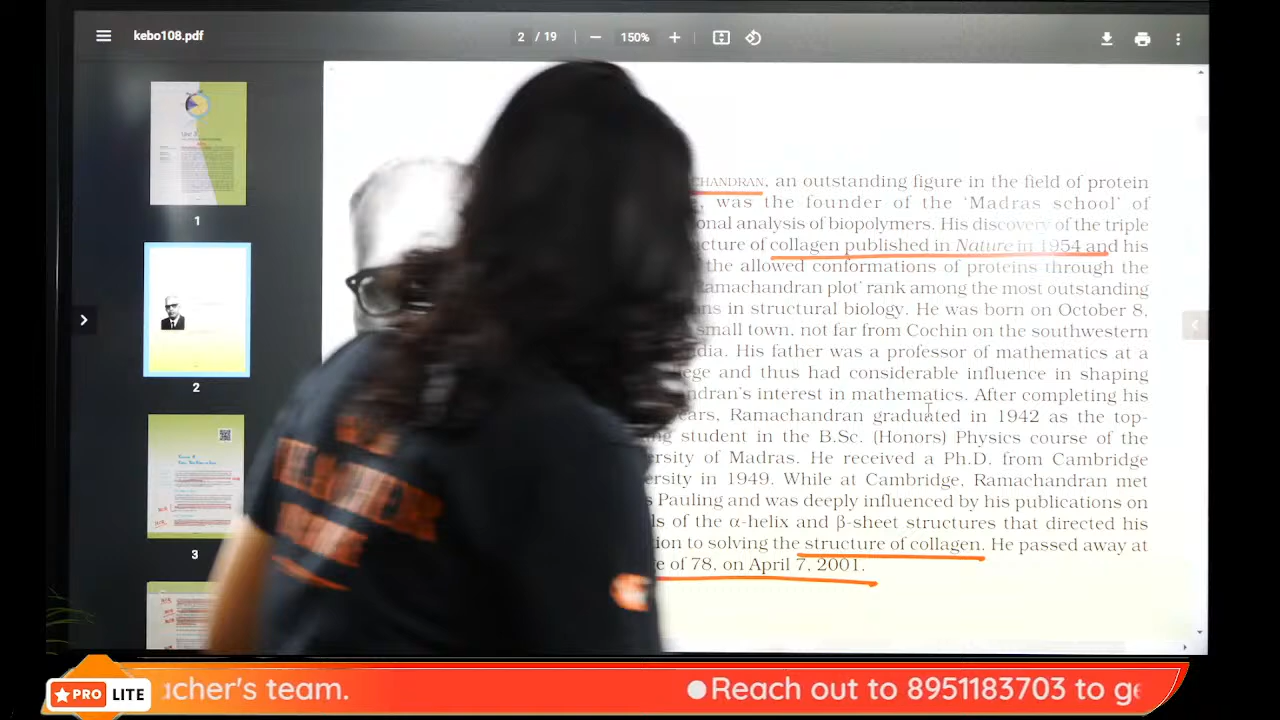 kebo108.pdf
2 / 19
150%
1
2
3
CHANDRAN, an outstanding figure in the field of protein
was the founder of the ‘Madras school’ of
onal analysis of biopolymers. His discovery of the triple
cture of collagen published in Nature in 1954 and his
the allowed conformations of proteins through the
amachandran plot’ rank among the most outstanding
ns in structural biology. He was born on October 8,
small town, not far from Cochin on the southwestern
dia. His father was a professor of mathematics at a
ege and thus had considerable influence in shaping
ndran’s interest in mathematics. After completing his
ears, Ramachandran graduated in 1942 as the top-
ng student in the B.Sc. (Honors) Physics course of the
ersity of Madras. He received a Ph.D. from Cambridge
ersity in 1949. While at Cambridge, Ramachandran met
s Pauling and was deeply influenced by his publications on
ls of the α-helix and β-sheet structures that directed his
ion to solving the structure of collagen. He passed away at
e of 78, on April 7, 2001.
PRO LITE
acher's team.
Reach out to 8951183703 to ge